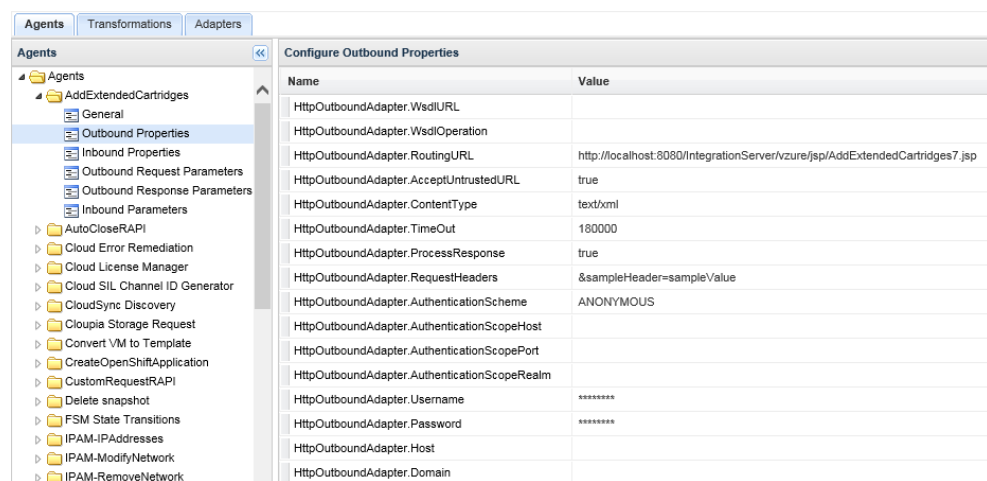 Agents Transformations Adapters
Agents
Agents
AddExtendedCartridges
General
Outbound Properties
Inbound Properties
Outbound Request Parameters
Outbound Response Parameters
Inbound Parameters
AutoCloseRAPI
Cloud Error Remediation
Cloud License Manager
Cloud SIL Channel ID Generator
CloudSync Discovery
Cloupia Storage Request
Convert VM to Template
CreateOpenShiftApplication
CustomRequestRAPI
Delete snapshot
FSM State Transitions
IPAM-IPAddresses
IPAM-ModifyNetwork
IPAM-RemoveNetwork
Configure Outbound Properties
Name Value
HttpOutboundAdapter.WsdlURL
HttpOutboundAdapter.WsdlOperation
HttpOutboundAdapter.RoutingURL http://localhost:8080/IntegrationServer/vzure/jsp/AddExtendedCartridges7.jsp
HttpOutboundAdapter.AcceptUntrustedURL true
HttpOutboundAdapter.ContentType text/xml
HttpOutboundAdapter.TimeOut 180000
HttpOutboundAdapter.ProcessResponse true
HttpOutboundAdapter.RequestHeaders &sampleHeader=sampleValue
HttpOutboundAdapter.AuthenticationScheme ANONYMOUS
HttpOutboundAdapter.AuthenticationScopeHost
HttpOutboundAdapter.AuthenticationScopePort
HttpOutboundAdapter.AuthenticationScopeRealm
HttpOutboundAdapter.Username ********
HttpOutboundAdapter.Password ********
HttpOutboundAdapter.Host
HttpOutboundAdapter.Domain